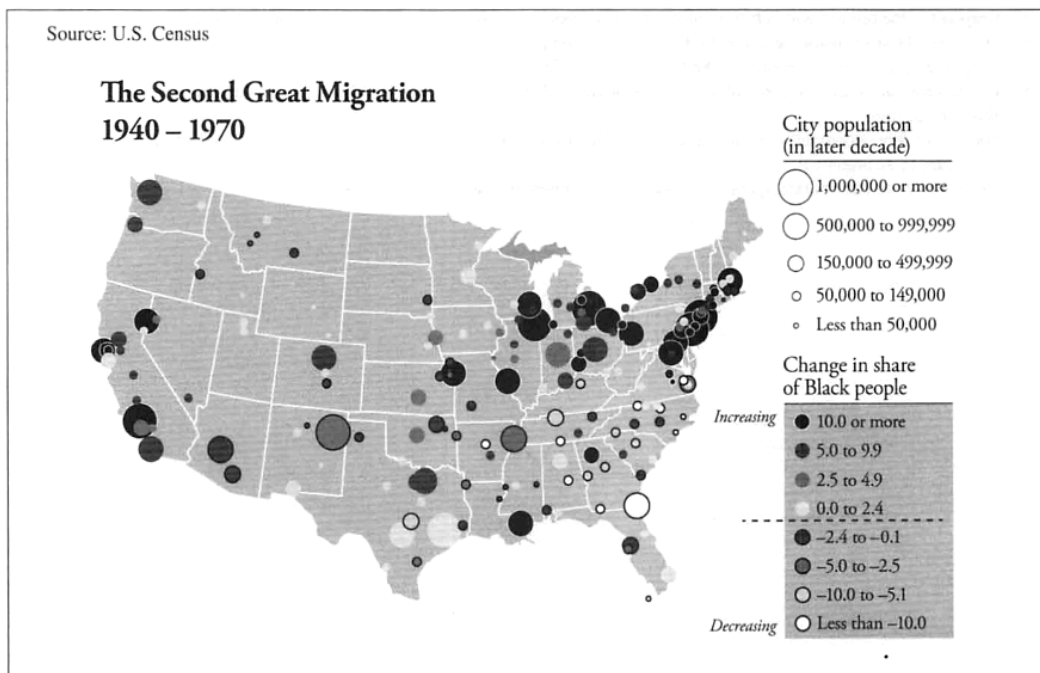 Source: U.S. Census
The Second Great Migration
1940 – 1970
City population
(in later decade)
1,000,000 or more
500,000 to 999,999
150,000 to 499,999
50,000 to 149,000
Less than 50,000
Change in share
of Black people
Increasing
10.0 or more
5.0 to 9.9
2.5 to 4.9
0.0 to 2.4
–2.4 to –0.1
–5.0 to –2.5
–10.0 to –5.1
Decreasing
Less than –10.0